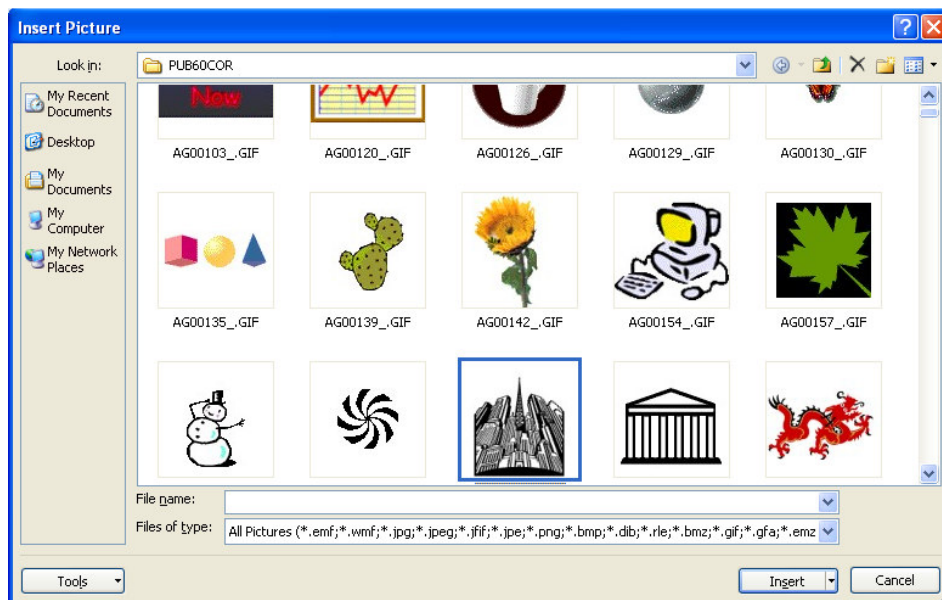 Insert Picture
Look in:
PUB60COR
My Recent
Documents
Desktop
My
Documents
My
Computer
My Network
Places
Now
AG00103_.GIF
AG00120_.GIF
AG00126_.GIF
AG00129_.GIF
AG00130_.GIF
AG00135_.GIF
AG00139_.GIF
AG00142_.GIF
AG00154_.GIF
AG00157_.GIF
File name:
Files of type:
All Pictures (*.emf;*.wmf;*.jpg;*.jpeg;*.jfif;*.jpe;*.png;*.bmp;*.dib;*.rle;*.bmz;*.gif;*.gfa;*.emz
Tools
Insert
Cancel